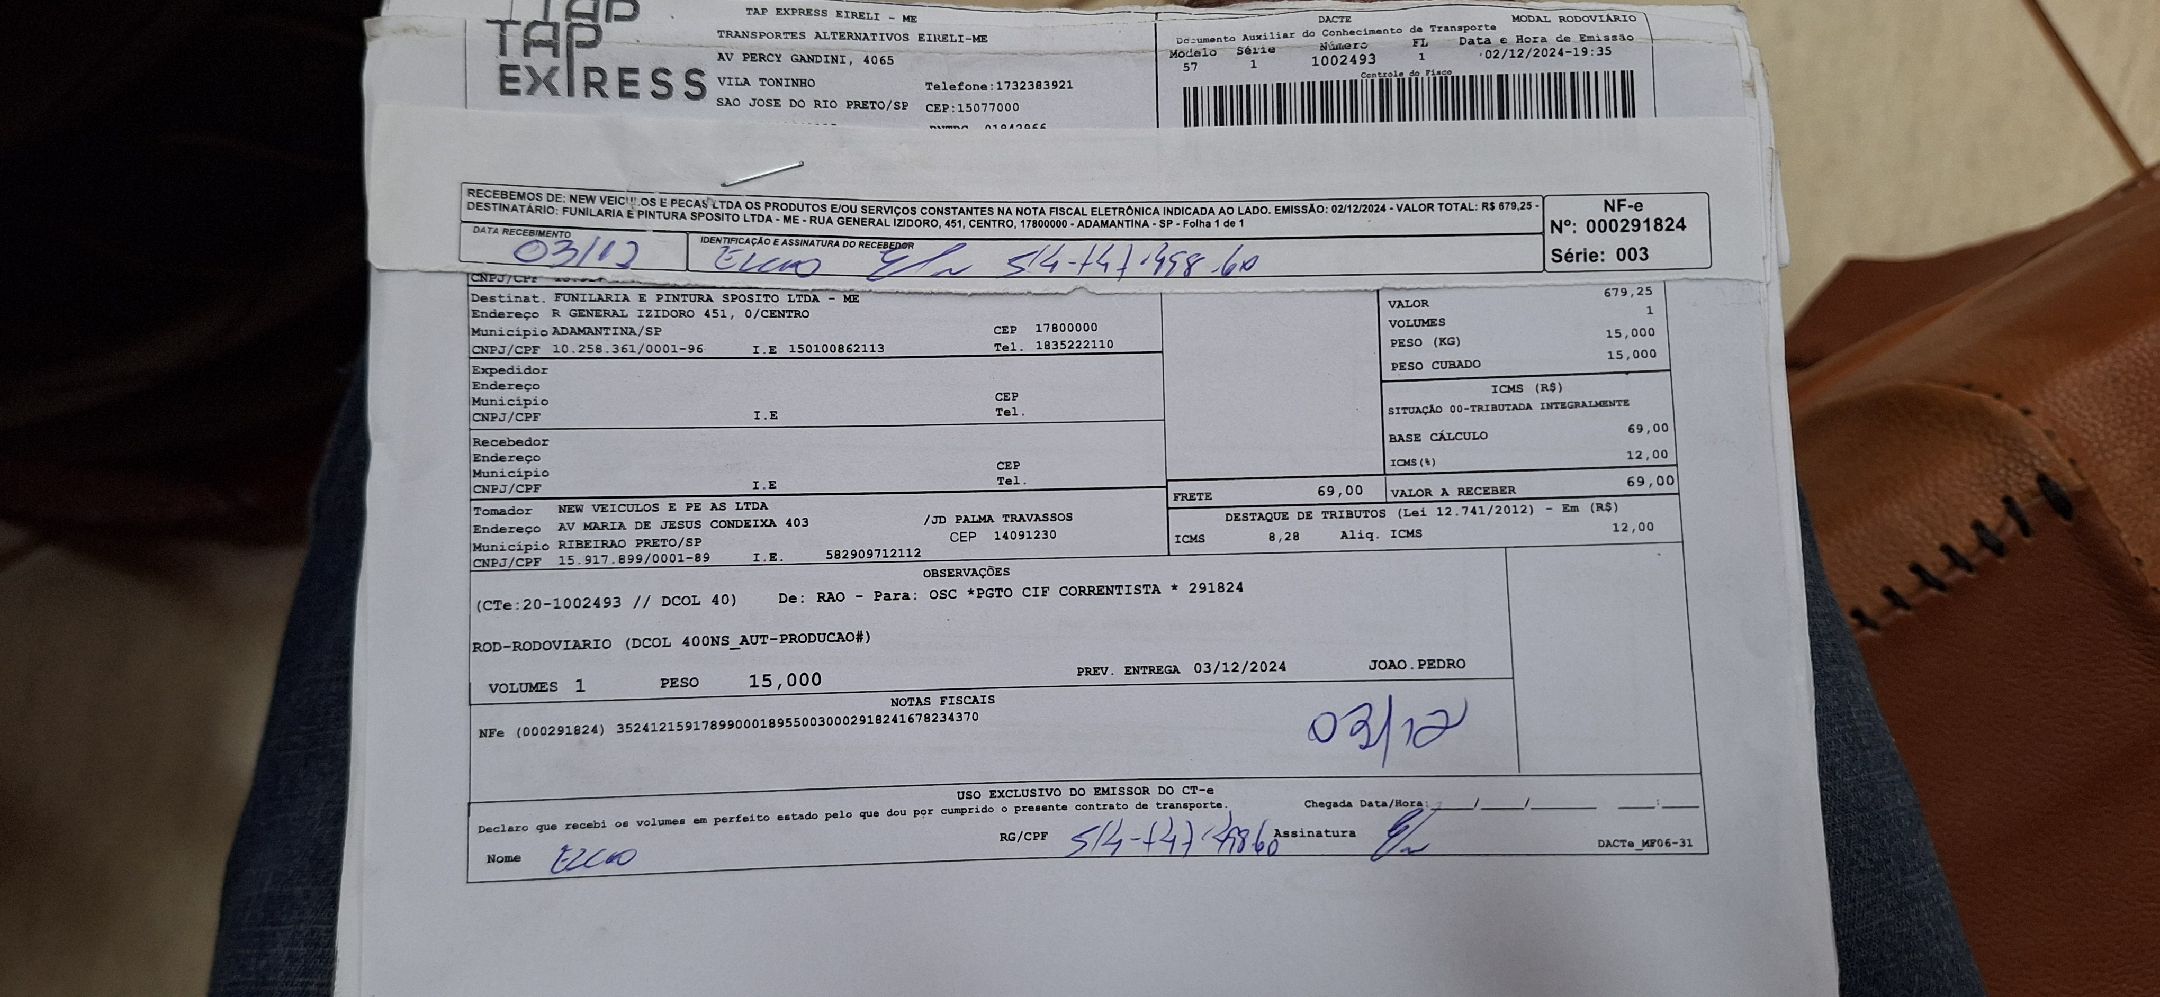 TAP
TAP EXPRESS
TAP EXPRESS EIRELI - ME
TRANSPORTES ALTERNATIVOS EIRELI-ME
AV PERCY GANDINI, 4065
VILA TONINHO
Telefone:1732383921
SAO JOSE DO RIO PRETO/SP CEP:15077000
DACTE MODAL RODOVIÁRIO
Documento Auxiliar do Conhecimento de Transporte
Modelo Série Número FL Data e Hora de Emissão
57 1 1002493 1 02/12/2024-19:35
Controle do Fisco
RECEBEMOS DE: NEW VEICULOS E PECAS LTDA OS PRODUTOS E/OU SERVIÇOS CONSTANTES NA NOTA FISCAL ELETRÔNICA INDICADA AO LADO. EMISSÃO: 02/12/2024 - VALOR TOTAL: R$ 679,25 -
DESTINATÁRIO: FUNILARIA E PINTURA SPOSITO LTDA - ME - RUA GENERAL IZIDORO, 451, CENTRO, 17800000 - ADAMANTINA - SP - Folha 1 de 1
NF-e
Nº: 000291824
Série: 003
DATA RECEBIMENTO
03/12
IDENTIFICAÇÃO E ASSINATURA DO RECEBEDOR
CNPJ/CPF
Destinat. FUNILARIA E PINTURA SPOSITO LTDA - ME
Endereço R GENERAL IZIDORO 451, 0/CENTRO
Município ADAMANTINA/SP CEP 17800000
CNPJ/CPF 10.258.361/0001-96 I.E 150100862113 Tel. 1835222110
Expedidor
Endereço
Município CEP
CNPJ/CPF I.E Tel.
Recebedor
Endereço
Município CEP
CNPJ/CPF I.E Tel.
Tomador NEW VEICULOS E PE AS LTDA
Endereço AV MARIA DE JESUS CONDEIXA 403 /JD PALMA TRAVASSOS
Município RIBEIRAO PRETO/SP CEP 14091230
CNPJ/CPF 15.917.899/0001-89 I.E. 582909712112
VALOR 679,25
VOLUMES 1
PESO (KG) 15,000
PESO CUBADO 15,000
ICMS (R$)
SITUAÇÃO 00-TRIBUTADA INTEGRALMENTE
BASE CÁLCULO 69,00
ICMS(%) 12,00
FRETE 69,00 VALOR A RECEBER 69,00
DESTAQUE DE TRIBUTOS (Lei 12.741/2012) - Em (R$)
ICMS 8,28 Aliq. ICMS 12,00
OBSERVAÇÕES
(CTe:20-1002493 // DCOL 40) De: RAO - Para: OSC *PGTO CIF CORRENTISTA * 291824
ROD-RODOVIARIO (DCOL 400NS_AUT-PRODUCAO#)
VOLUMES 1 PESO 15,000 PREV. ENTREGA 03/12/2024 JOAO.PEDRO
NOTAS FISCAIS
NFe (000291824) 35241215917899000189550030002918241678234370
03/12
USO EXCLUSIVO DO EMISSOR DO CT-e
Declaro que recebi os volumes em perfeito estado pelo que dou por cumprido o presente contrato de transporte.
Chegada Data/Hora: ____/____/______ ____:____
Nome RG/CPF Assinatura
DACTe_MF06-31